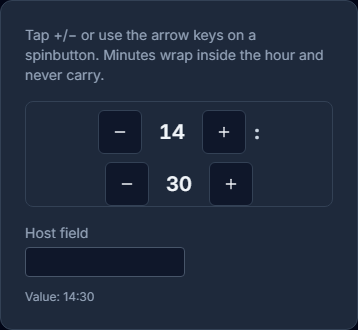 Tap +/− or use the arrow keys on a
spinbutton. Minutes wrap inside the hour and
never carry.
− 14 + :
− 30 +
Host field
Value: 14:30